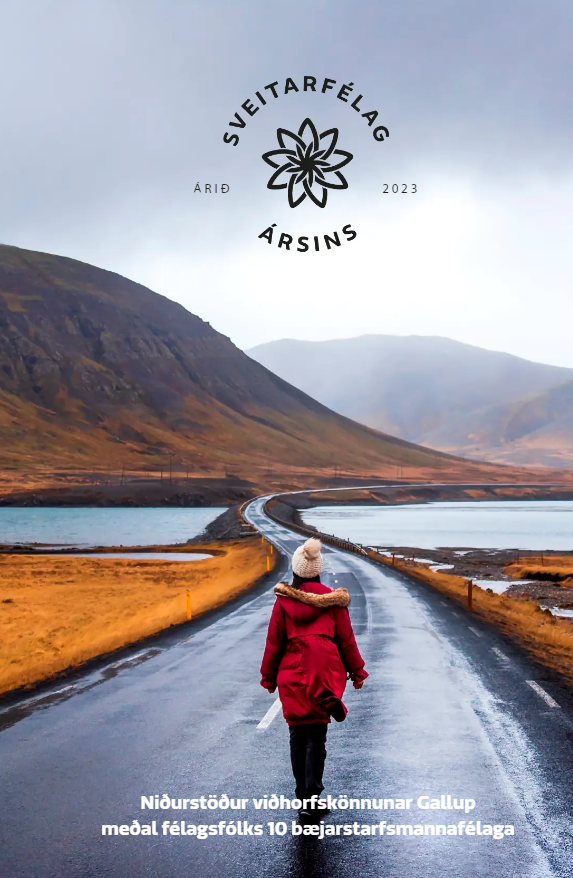 SVEITARFÉLAG
ÁRIÐ 2023
ÁRSINS
Niðurstöður viðhorfskönnunar Gallup
meðal félagsfólks 10 bæjarstarfsmannafélaga